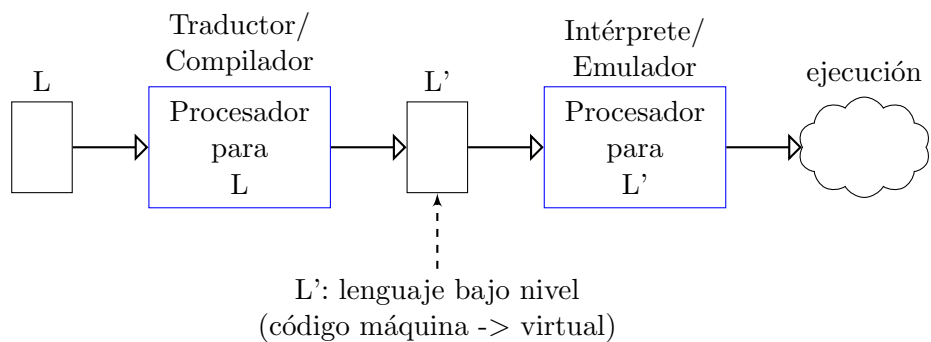 L
Traductor/
Compilador
Procesador
para
L
L'
Intérprete/
Emulador
Procesador
para
L'
ejecución
L': lenguaje bajo nivel
(código máquina -> virtual)